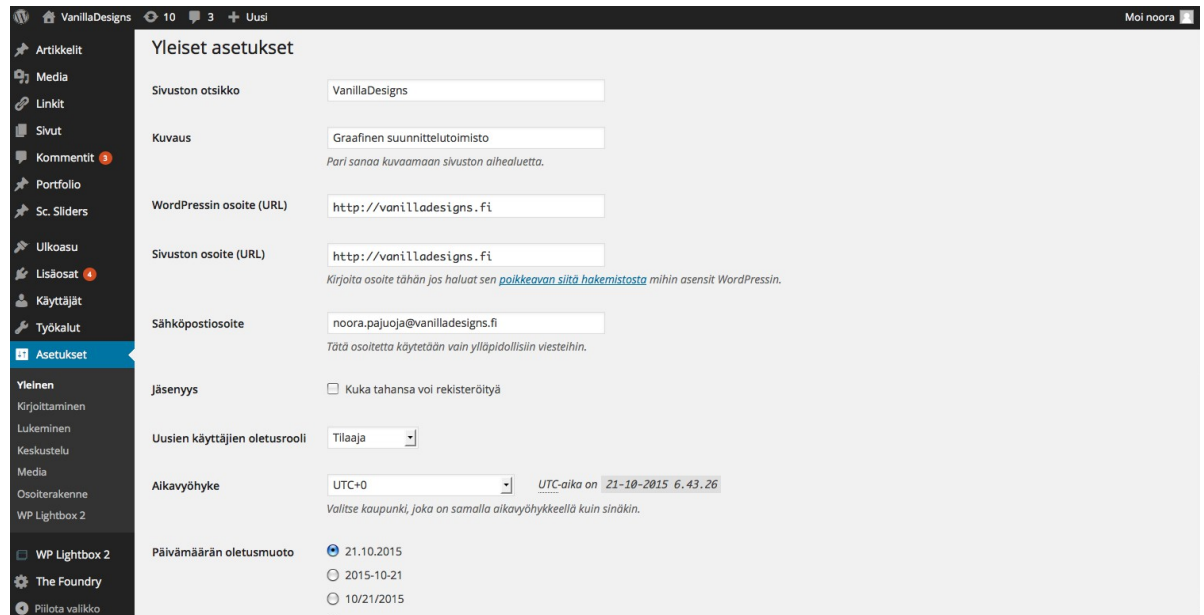 VanillaDesigns 10 3 + Uusi Moi noora
Artikkelit
Media
Linkit
Sivut
Kommentit 3
Portfolio
Sc. Sliders
Ulkoasu
Lisäosat 4
Käyttäjät
Työkalut
Asetukset
Yleinen
Kirjoittaminen
Lukeminen
Keskustelu
Media
Osoiterakenne
WP Lightbox 2
WP Lightbox 2
The Foundry
Piilota valikko
Yleiset asetukset
Sivuston otsikko VanillaDesigns
Kuvaus Graafinen suunnittelutoimisto
Pari sanaa kuvaamaan sivuston aihealuetta.
WordPressin osoite (URL) http://vanilladesigns.fi
Sivuston osoite (URL) http://vanilladesigns.fi
Kirjoita osoite tähän jos haluat sen poikkeavan siitä hakemistosta mihin asensit WordPressin.
Sähköpostiosoite noora.pajuoja@vanilladesigns.fi
Tätä osoitetta käytetään vain ylläpidollisiin viesteihin.
Jäsenyys Kuka tahansa voi rekisteröityä
Uusien käyttäjien oletusrooli Tilaaja
Aikavyöhyke UTC+0 UTC-aika on 21-10-2015 6.43.26
Valitse kaupunki, joka on samalla aikavyöhykkeellä kuin sinäkin.
Päivämäärän oletusmuoto 21.10.2015
2015-10-21
10/21/2015